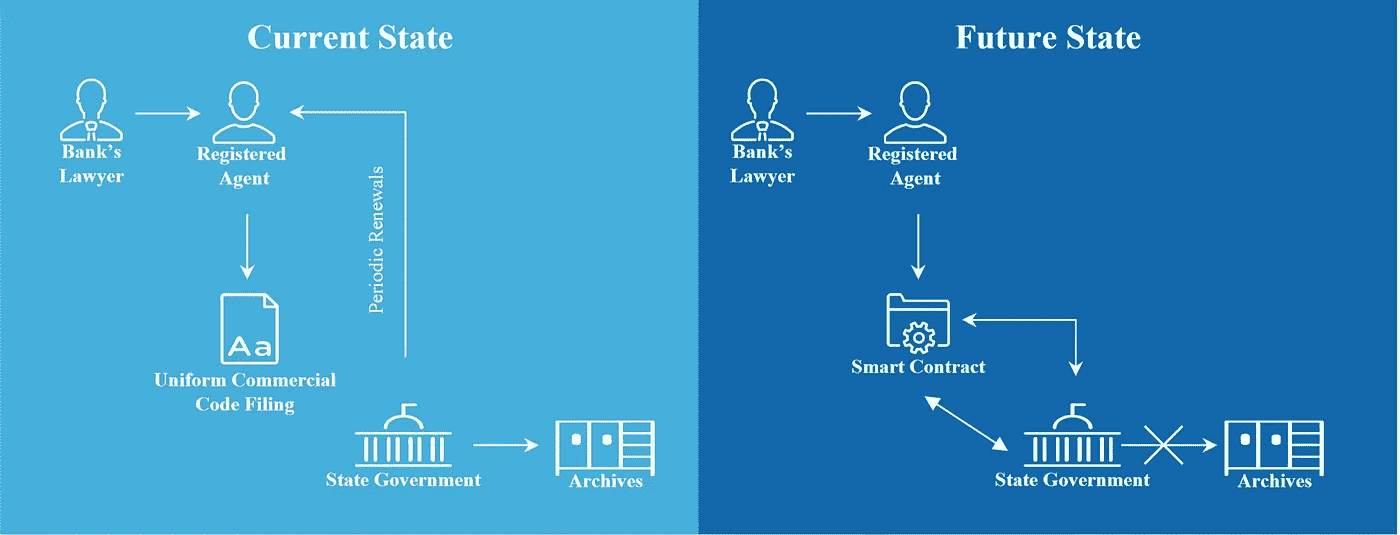 Current State
Bank's
Lawyer
Registered
Agent
Periodic Renewals
Aa
Uniform Commercial
Code Filing
State Government
Archives
Future State
Bank's
Lawyer
Registered
Agent
Smart Contract
State Government
Archives